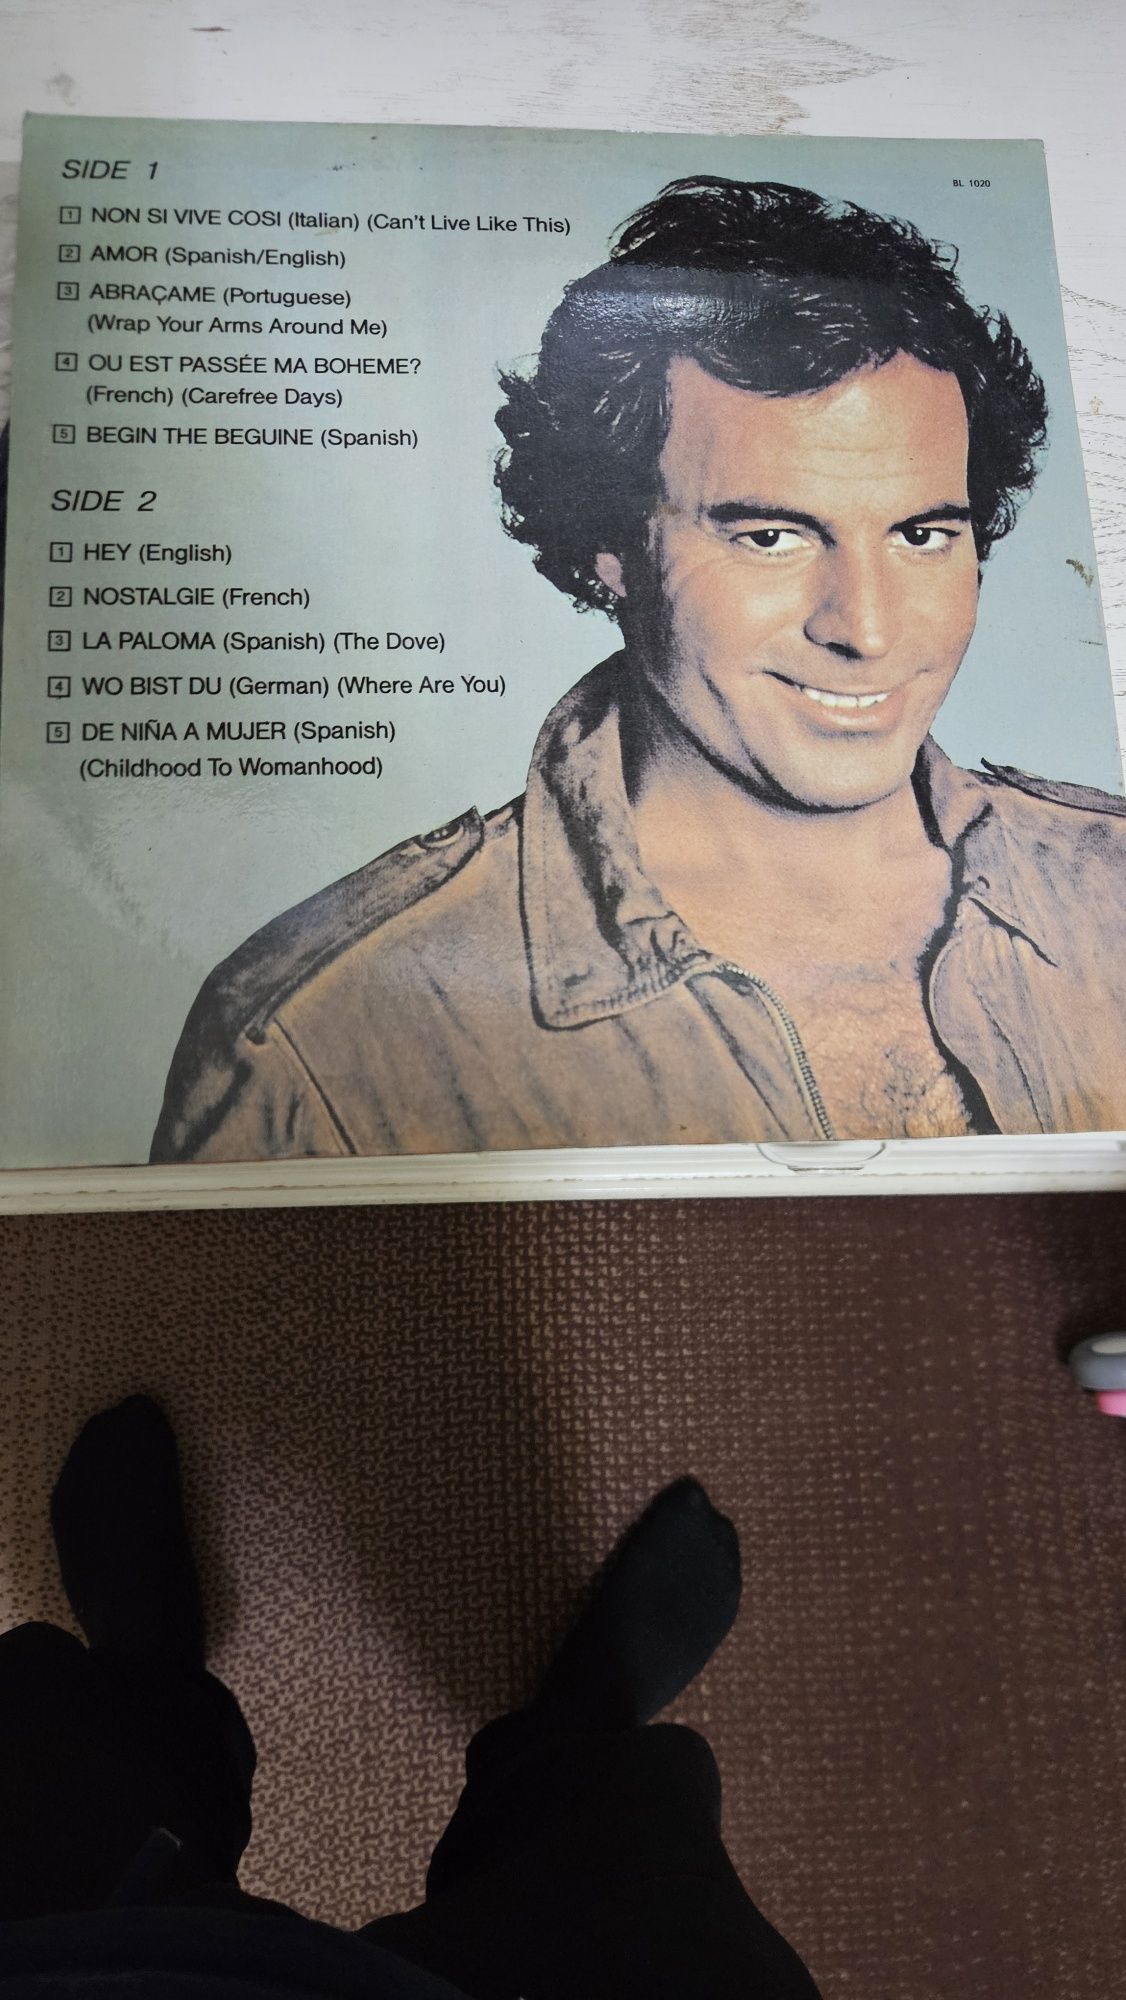 SIDE 1
1 NON SI VIVE COSI (Italian) (Can't Live Like This)
2 AMOR (Spanish/English)
3 ABRAÇAME (Portuguese)
(Wrap Your Arms Around Me)
4 OU EST PASSÉE MA BOHEME?
(French) (Carefree Days)
5 BEGIN THE BEGUINE (Spanish)
SIDE 2
1 HEY (English)
2 NOSTALGIE (French)
3 LA PALOMA (Spanish) (The Dove)
4 WO BIST DU (German) (Where Are You)
5 DE NIÑA A MUJER (Spanish)
(Childhood To Womanhood)
BL 1020